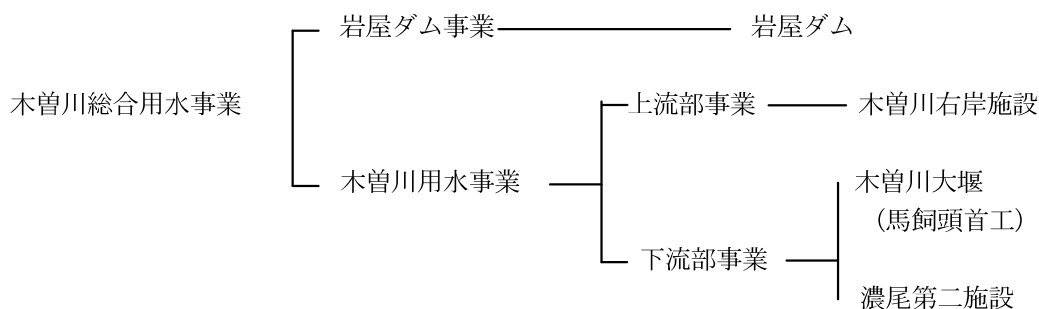 岩屋ダム事業
岩屋ダム
木曽川総合用水事業
上流部事業
木曽川右岸施設
木曽川用水事業
木曽川大堰
（馬飼頭首工）
下流部事業
濃尾第二施設